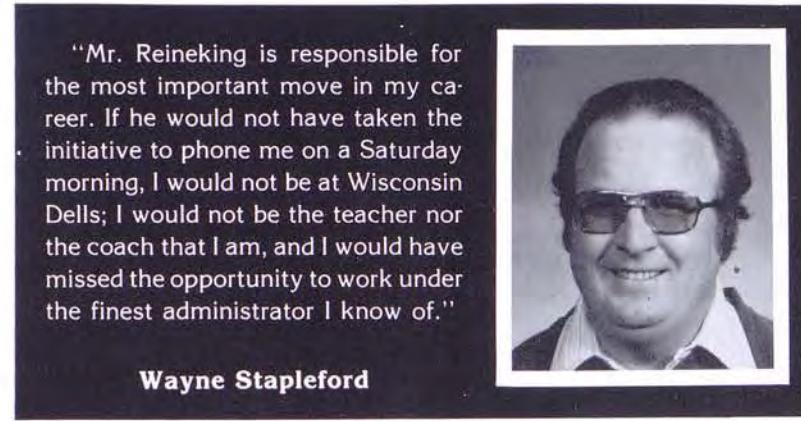 “Mr. Reineking is responsible for
the most important move in my ca-
reer. If he would not have taken the
initiative to phone me on a Saturday
morning, I would not be at Wisconsin
Dells; I would not be the teacher nor
the coach that I am, and I would have
missed the opportunity to work under
the finest administrator I know of.”
Wayne Stapleford